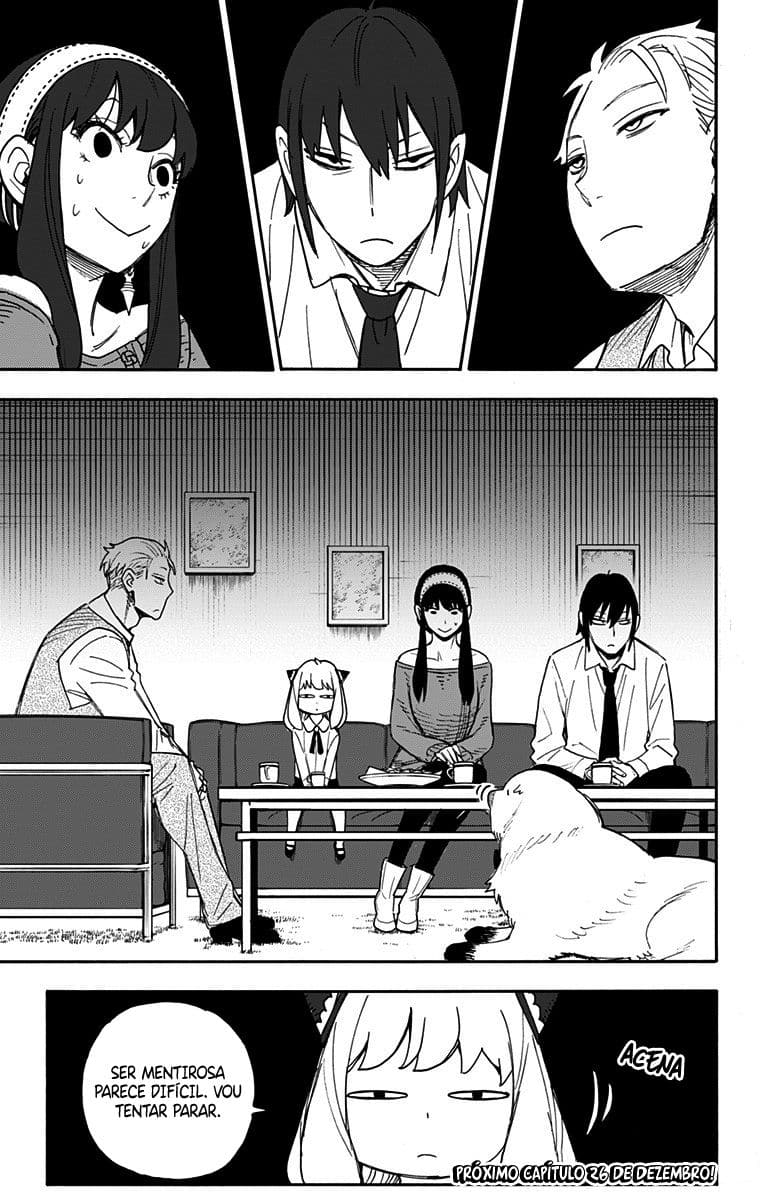 SER MENTIROSA
PARECE DIFÍCIL. VOU
TENTAR PARAR.
ACENA
PRÓXIMO CAPÍTULO 26 DE DEZEMBRO!